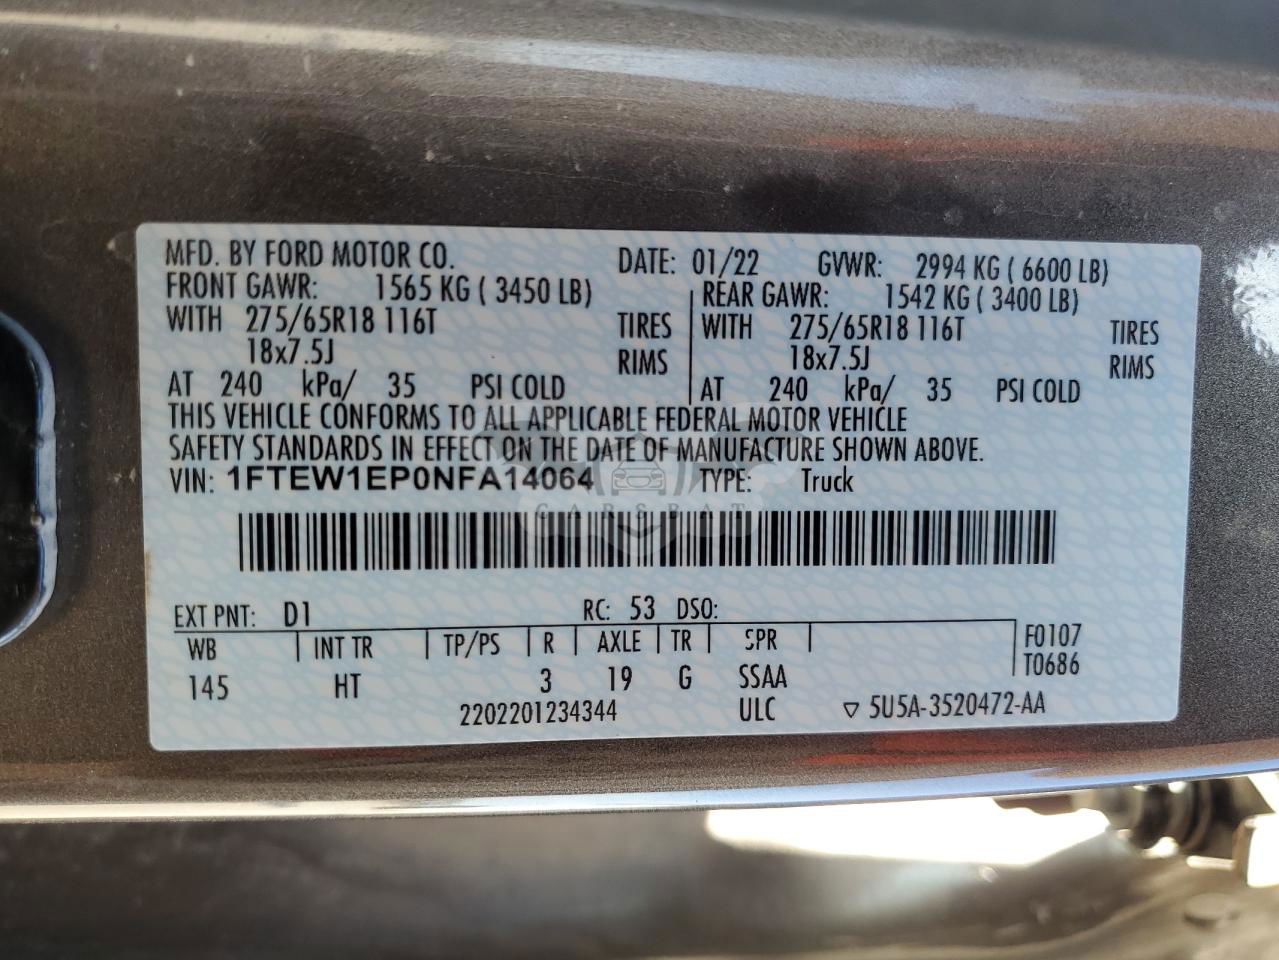 MFD. BY FORD MOTOR CO. DATE: 01/22 GVWR: 2994 KG ( 6600 LB)
FRONT GAWR: 1565 KG ( 3450 LB) REAR GAWR: 1542 KG ( 3400 LB)
WITH 275/65R18 116T TIRES WITH 275/65R18 116T TIRES
18x7.5J RIMS 18x7.5J RIMS
AT 240 kPa/ 35 PSI COLD AT 240 kPa/ 35 PSI COLD
THIS VEHICLE CONFORMS TO ALL APPLICABLE FEDERAL MOTOR VEHICLE
SAFETY STANDARDS IN EFFECT ON THE DATE OF MANUFACTURE SHOWN ABOVE.
VIN: 1FTEW1EP0NFA14064 TYPE: Truck
CARSBAT
EXT PNT: D1 RC: 53 DSO:
WB INT TR TP/PS R AXLE TR SPR F0107
145 HT 3 19 G SSAA T0686
2202201234344 ULC ▽ 5U5A-3520472-AA